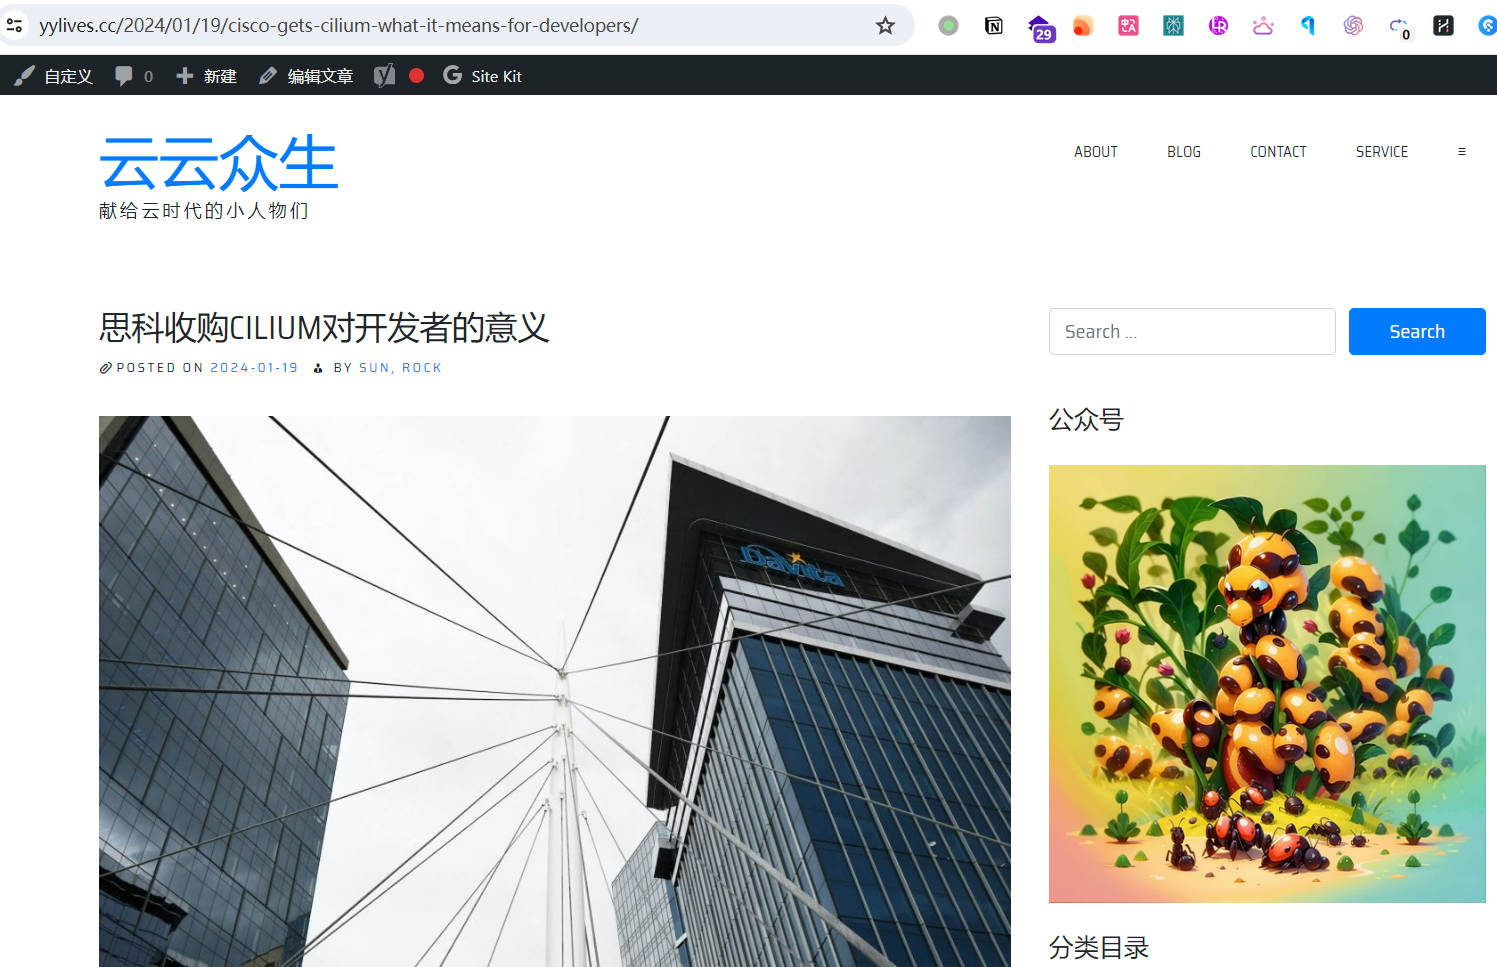 yylives.cc/2024/01/19/cisco-gets-cilium-what-it-means-for-developers/
29
0
自定义 0 新建 编辑文章 Site Kit
云云众生
献给云时代的小人物们
ABOUT BLOG CONTACT SERVICE
思科收购CILIUM对开发者的意义
POSTED ON 2024-01-19 BY SUN, ROCK
Search ...
Search
公众号
DaVita
分类目录